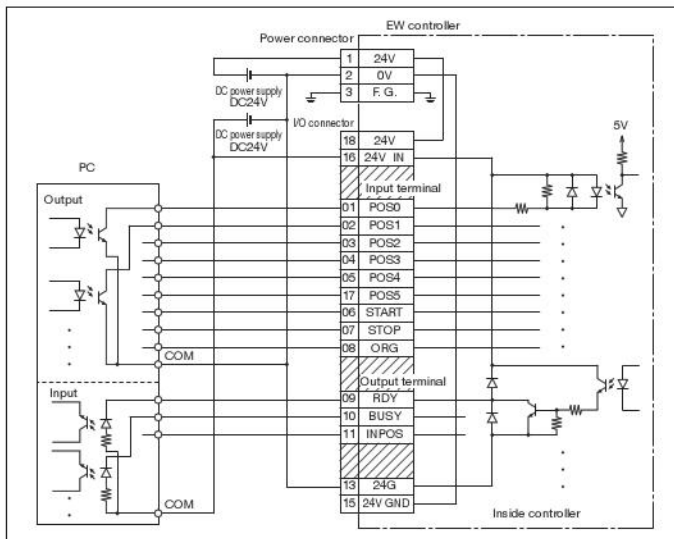 EW controller
Power connector
1 24V
2 0V
3 F. G.
DC power supply
DC24V
I/O connector
DC power supply
DC24V
18 24V
16 24V IN
5V
PC
Input terminal
Output
01 POS0
02 POS1
03 POS2
04 POS3
05 POS4
17 POS5
06 START
07 STOP
08 ORG
COM
Output terminal
Input
09 RDY
10 BUSY
11 INPOS
13 24G
COM
15 24V GND
Inside controller